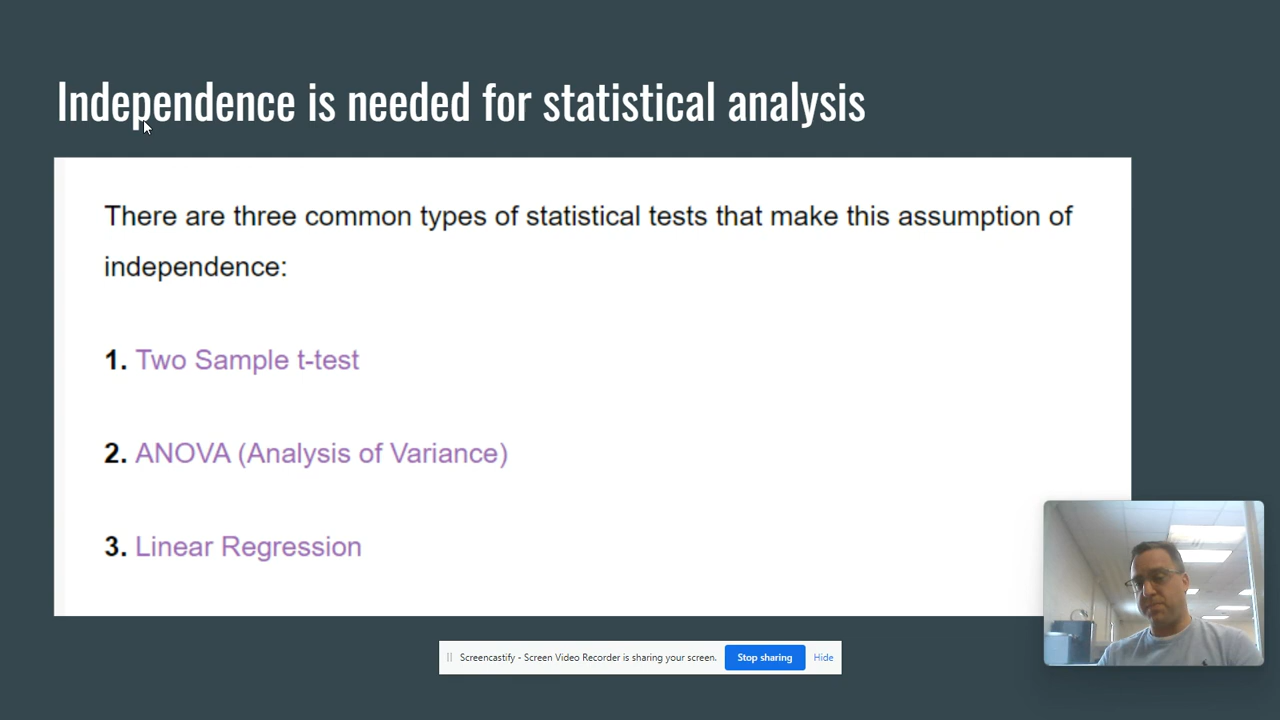 Independence is needed for statistical analysis
There are three common types of statistical tests that make this assumption of
independence:
1. Two Sample t-test
2. ANOVA (Analysis of Variance)
3. Linear Regression
Screencastify - Screen Video Recorder is sharing your screen. Stop sharing Hide